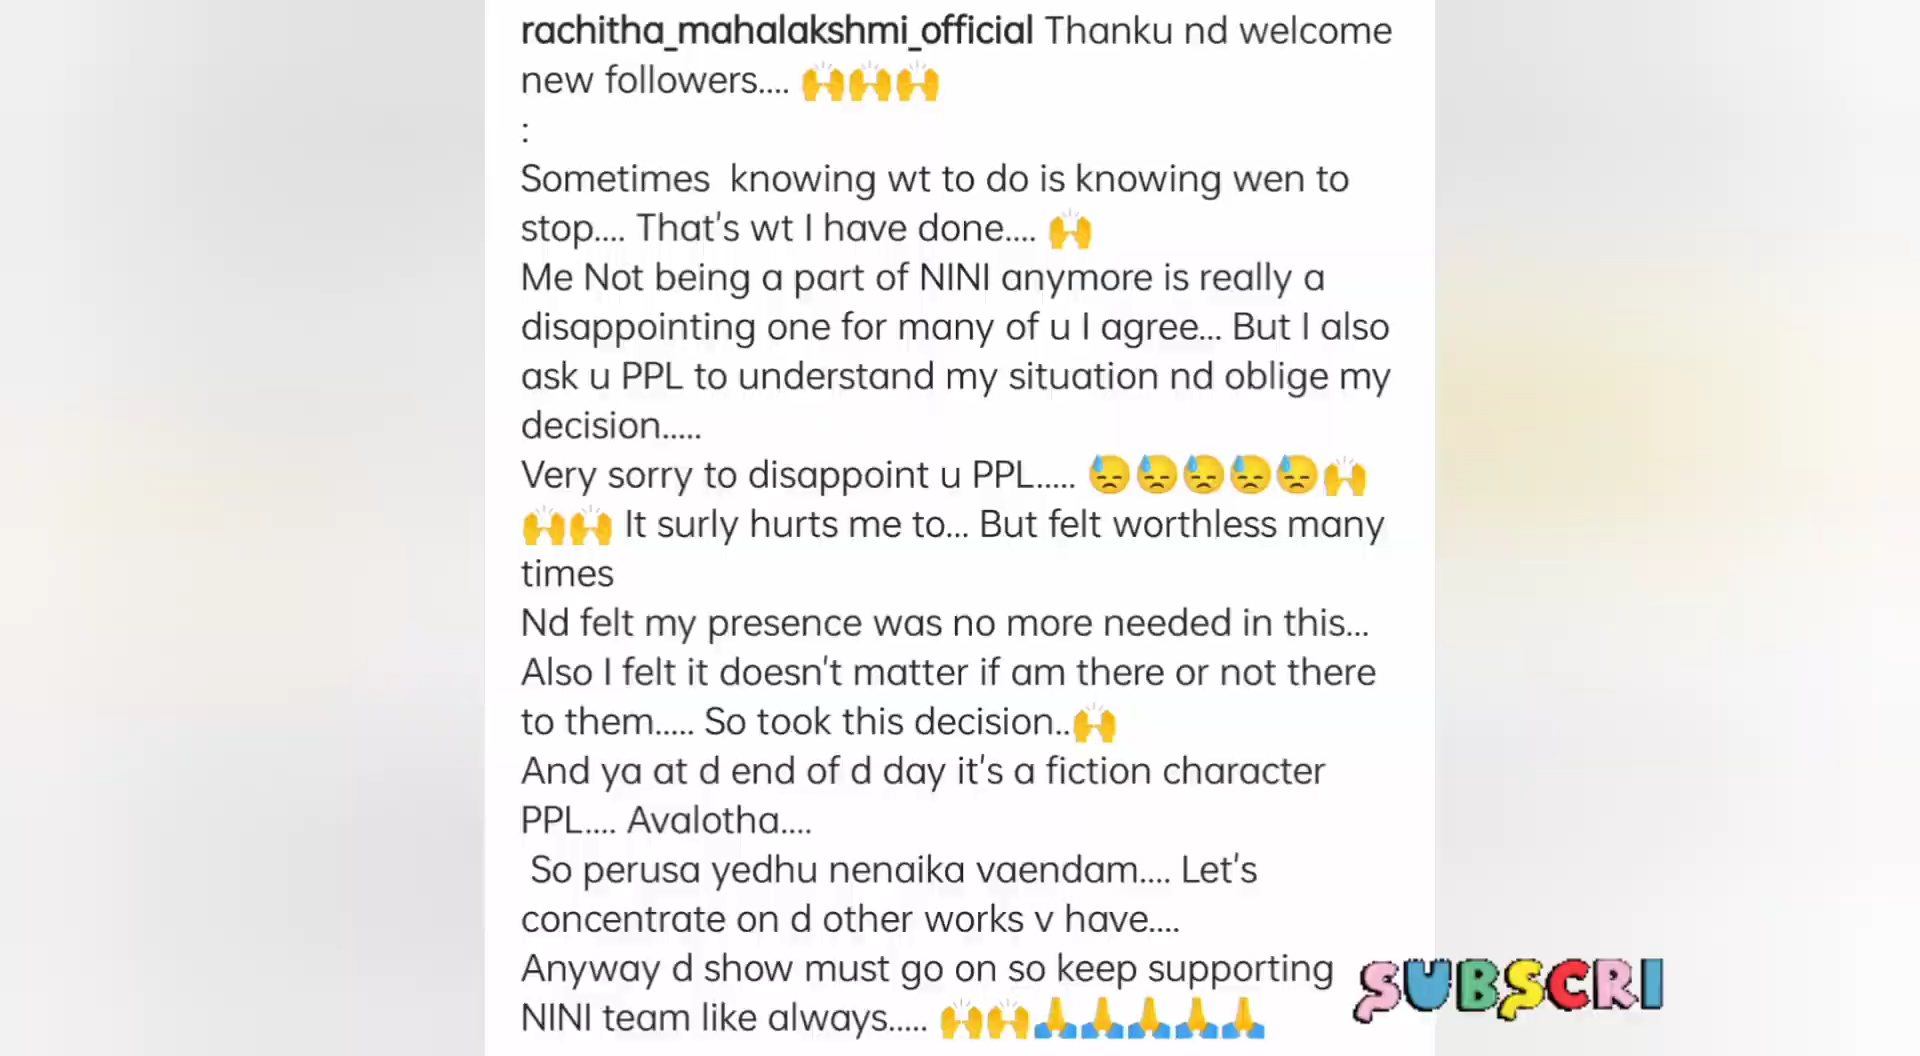 rachitha_mahalakshmi_official Thanku nd welcome
new followers.... 🙌🙌🙌
:
Sometimes  knowing wt to do is knowing wen to
stop.... That's wt I have done.... 🙌
Me Not being a part of NINI anymore is really a
disappointing one for many of u I agree... But I also
ask u PPL to understand my situation nd oblige my
decision.....
Very sorry to disappoint u PPL..... 😓😓😓😓😓🙌
🙌🙌 It surly hurts me to... But felt worthless many
times
Nd felt my presence was no more needed in this...
Also I felt it doesn't matter if am there or not there
to them..... So took this decision..🙌
And ya at d end of d day it's a fiction character
PPL.... Avalotha....
So perusa yedhu nenaika vaendam.... Let's
concentrate on d other works v have....
Anyway d show must go on so keep supporting
NINI team like always..... 🙌🙌🙏🙏🙏🙏🙏
SUBSCRI